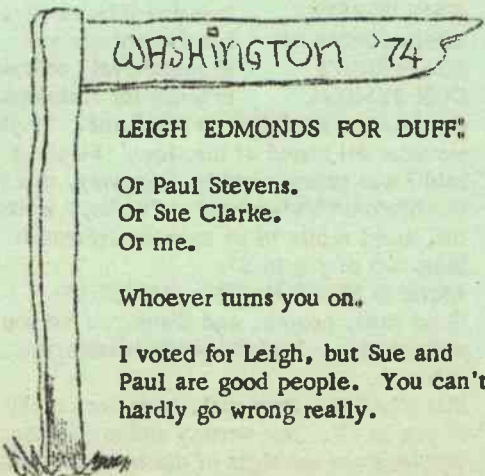 WASHINGTON '74
LEIGH EDMONDS FOR DUFF!
Or Paul Stevens.
Or Sue Clarke.
Or me.
Whoever turns you on.
I voted for Leigh, but Sue and
Paul are good people. You can't
hardly go wrong really.